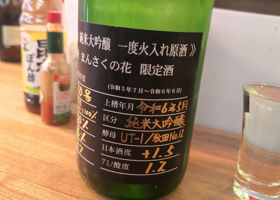 純米大吟醸 一度火入れ原酒》
まんさくの花 限定酒
(令和5年7月~令和6年6月)
上槽年月 令和6年3月
区分 純米大吟醸
酵母 UT-1/秋田No.12
日本酒度 +1.5
アミノ酸度 1.2
ぽん酢